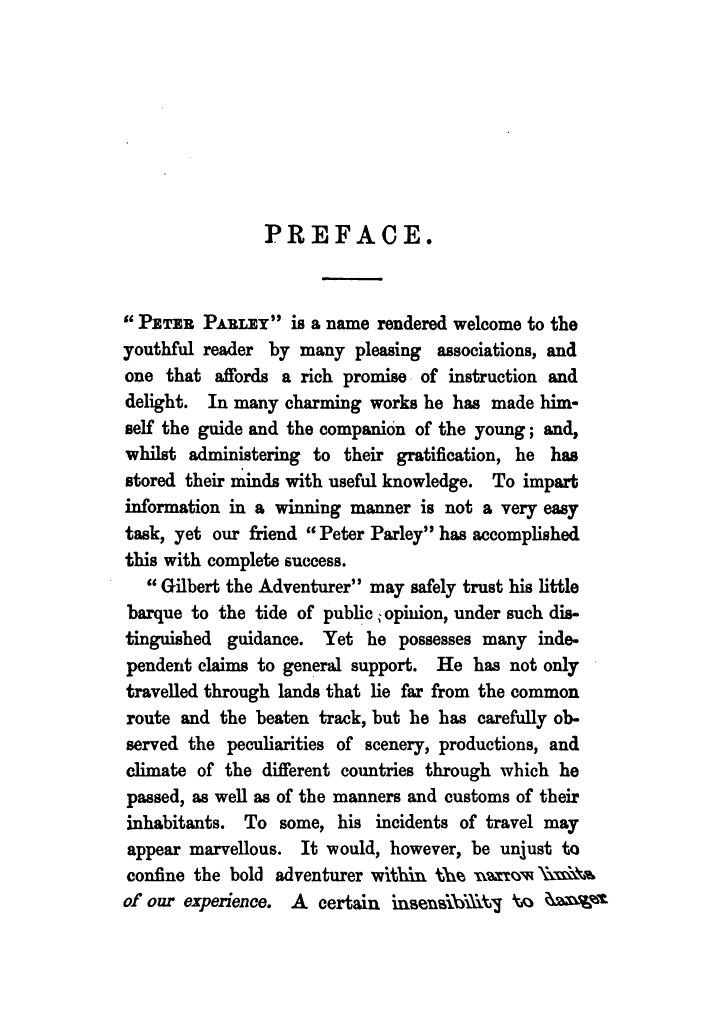 PREFACE.
“PETER PARLEY” is a name rendered welcome to the
youthful reader by many pleasing associations, and
one that affords a rich promise of instruction and
delight. In many charming works he has made him-
self the guide and the companion of the young; and,
whilst administering to their gratification, he has
stored their minds with useful knowledge. To impart
information in a winning manner is not a very easy
task, yet our friend “Peter Parley” has accomplished
this with complete success.
“Gilbert the Adventurer” may safely trust his little
barque to the tide of public opinion, under such dis-
tinguished guidance. Yet he possesses many inde-
pendent claims to general support. He has not only
travelled through lands that lie far from the common
route and the beaten track, but he has carefully ob-
served the peculiarities of scenery, productions, and
climate of the different countries through which he
passed, as well as of the manners and customs of their
inhabitants. To some, his incidents of travel may
appear marvellous. It would, however, be unjust to
confine the bold adventurer within the narrow limits
of our experience. A certain insensibility to danger